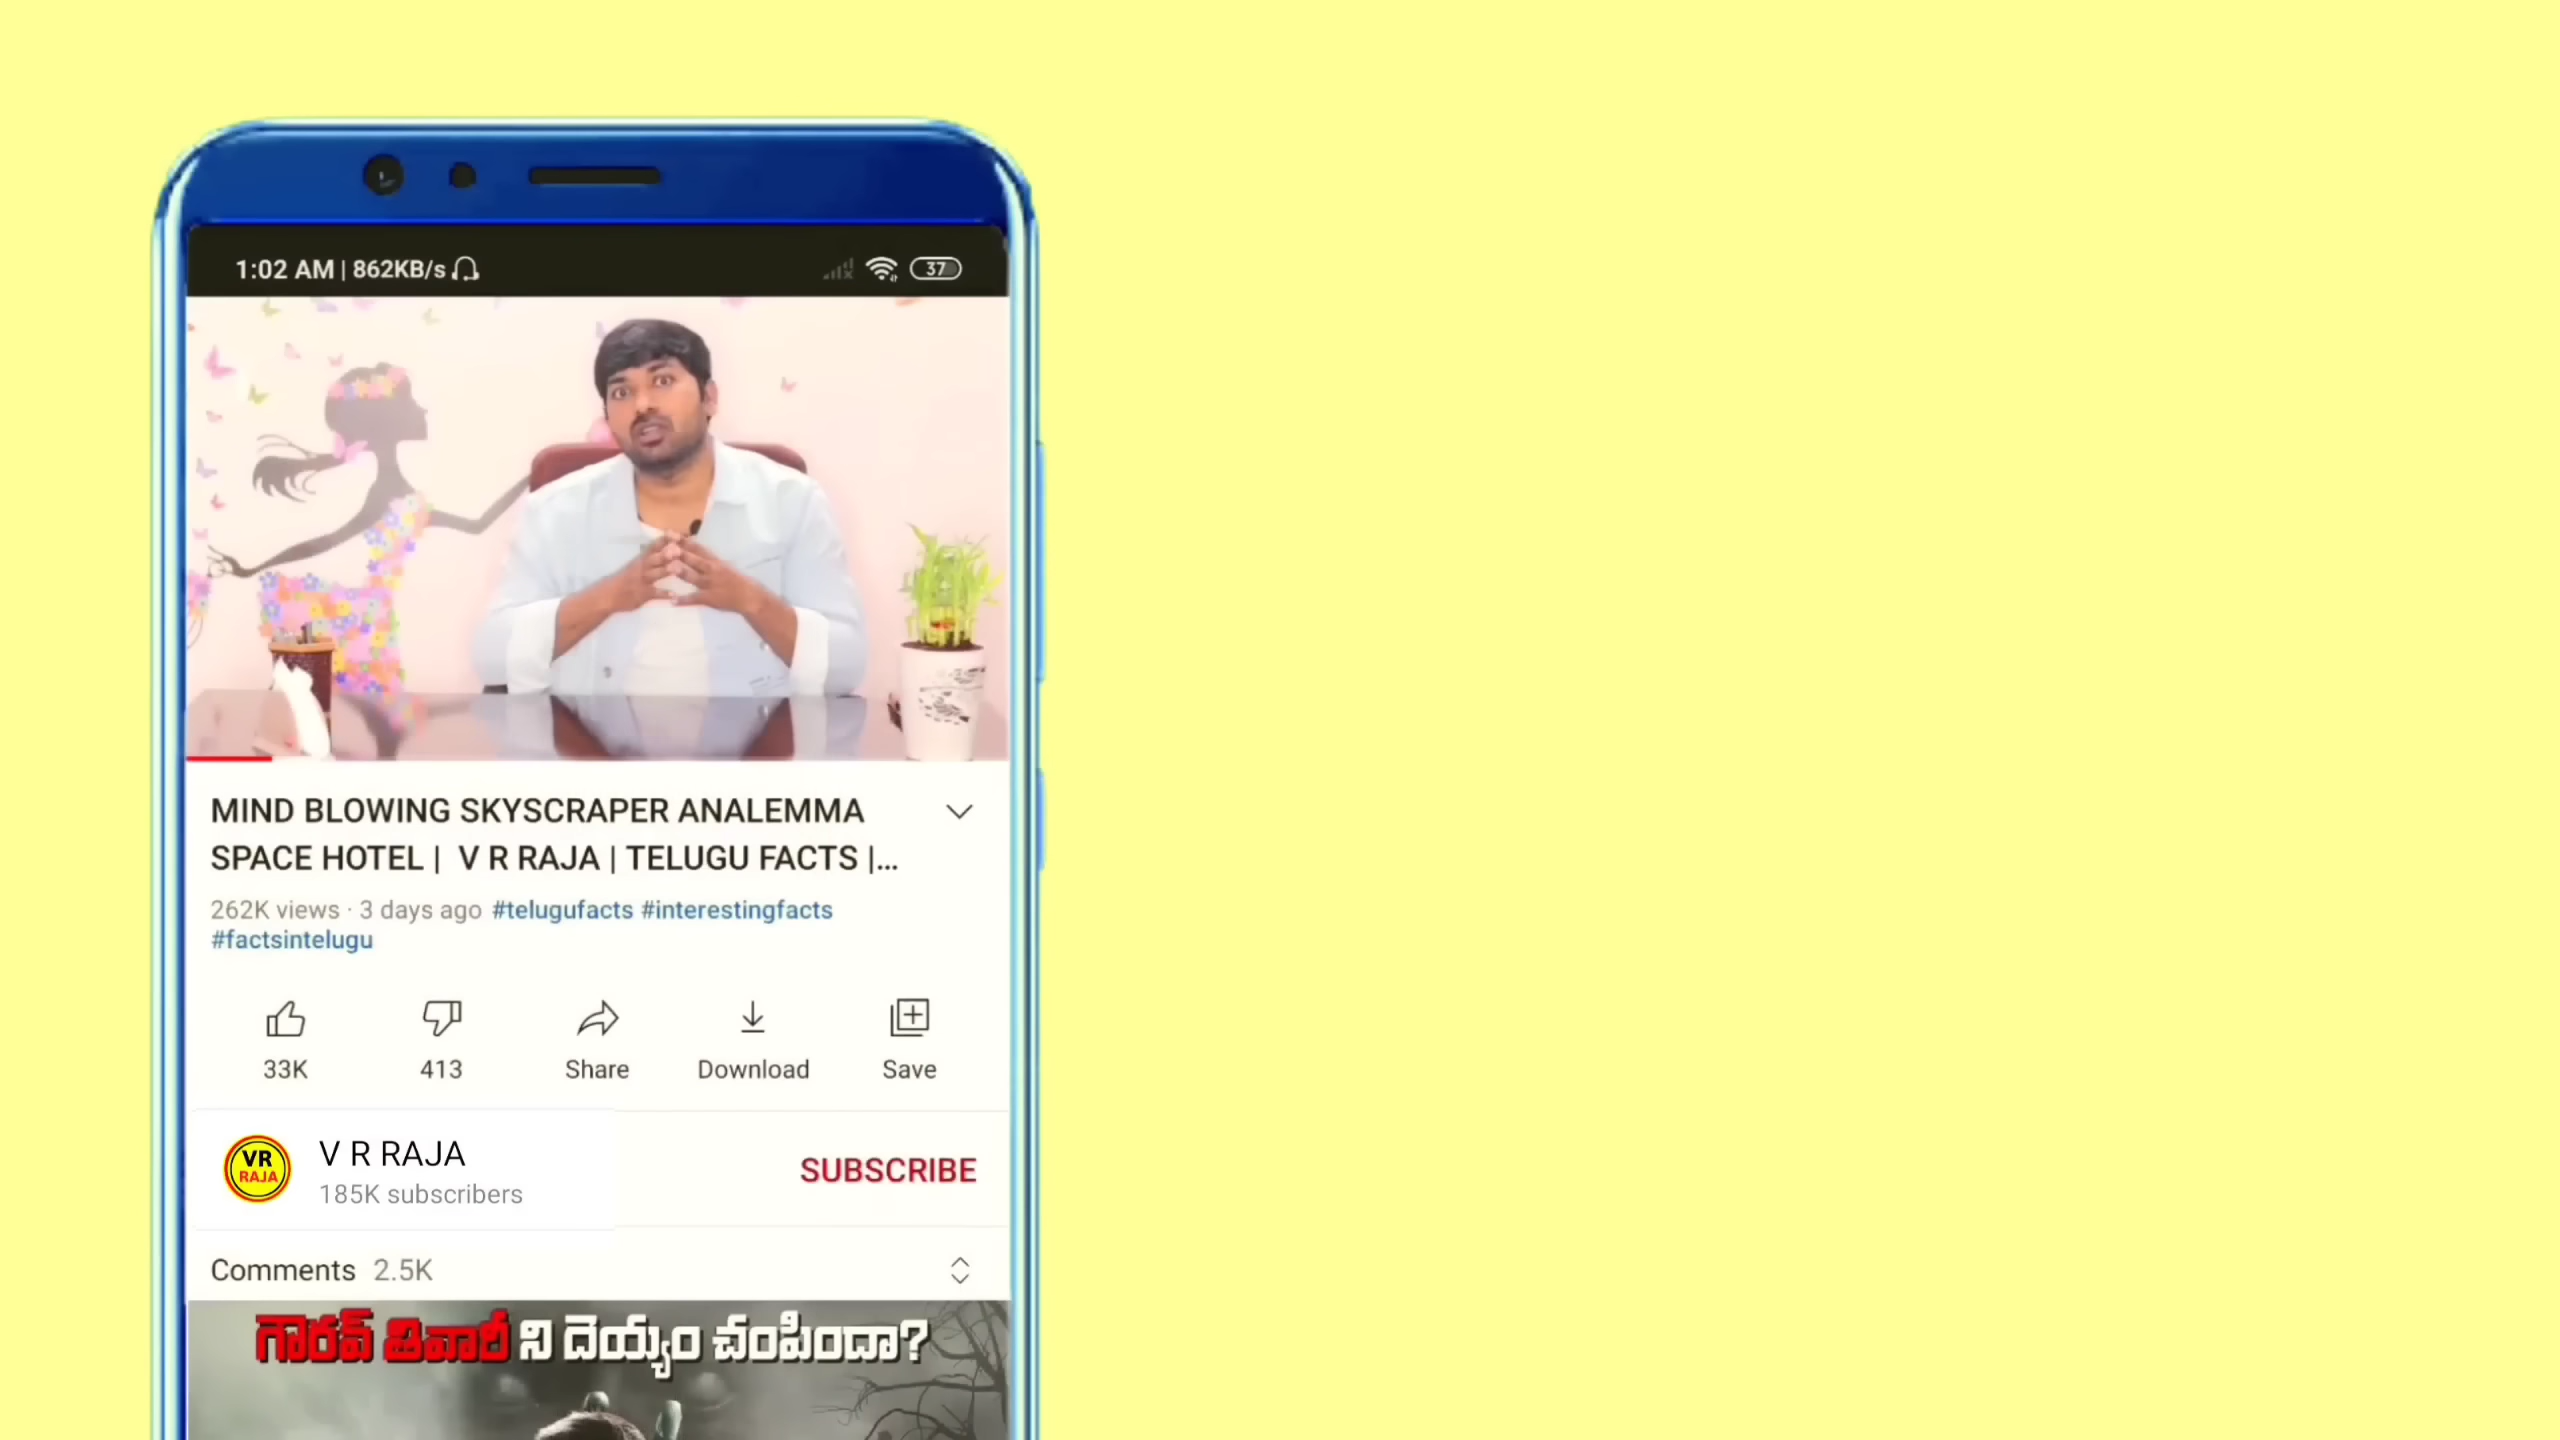 1:02 AM | 862KB/s
37
MIND BLOWING SKYSCRAPER ANALEMMA
SPACE HOTEL | V R RAJA | TELUGU FACTS |...
262K views · 3 days ago #telugufacts #interestingfacts
#factsintelugu
33K
413
Share
Download
Save
VR
RAJA
V R RAJA
185K subscribers
SUBSCRIBE
Comments 2.5K
గౌరవ్ తివారీ ని దెయ్యం చంపిందా?